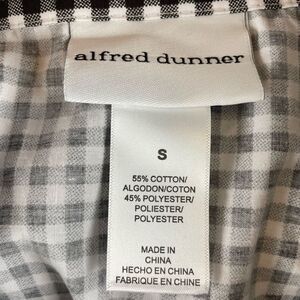 alfred dunner
S
55% COTTON/
ALGODON/COTON
45% POLYESTER/
POLIESTER/
POLYESTER
MADE IN
CHINA
HECHO EN CHINA
FABRIQUE EN CHINE